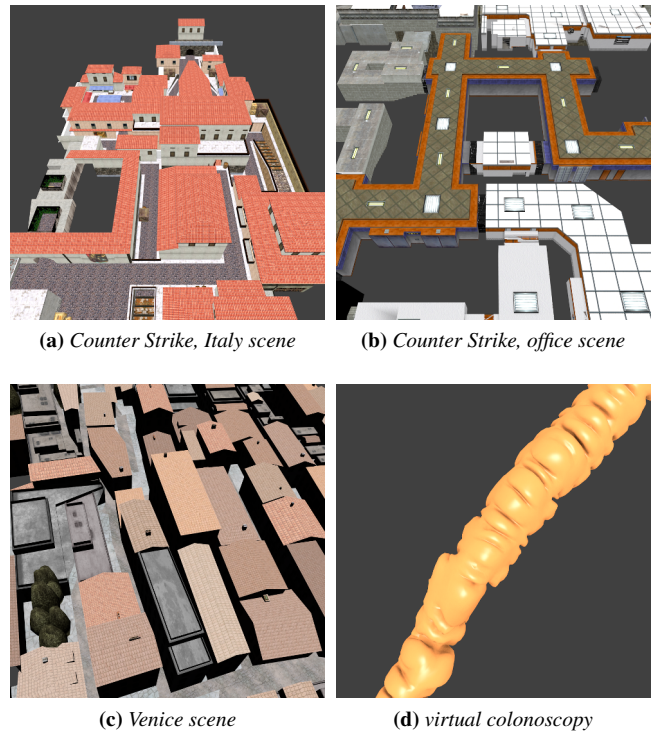 (a) Counter Strike, Italy scene
(b) Counter Strike, office scene
(c) Venice scene
(d) virtual colonoscopy